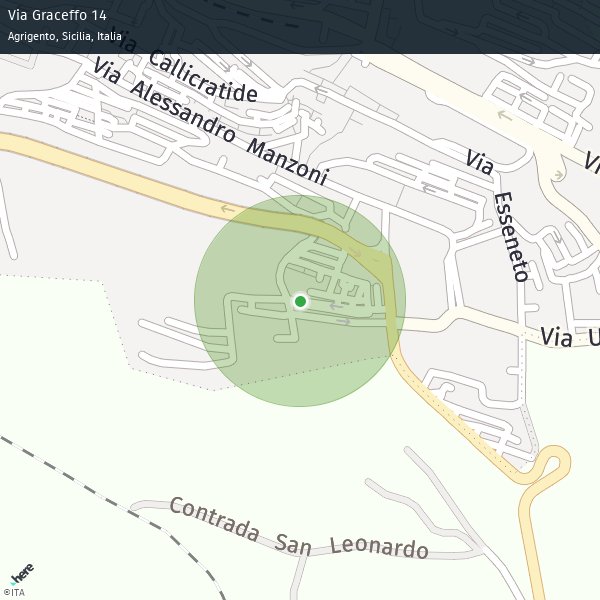 Via Graceffo 14
Agrigento, Sicilia, Italia
Via Callicratide
Via Alessandro Manzoni
Via Esseneto
Via U
Contrada San Leonardo
here
©ITA